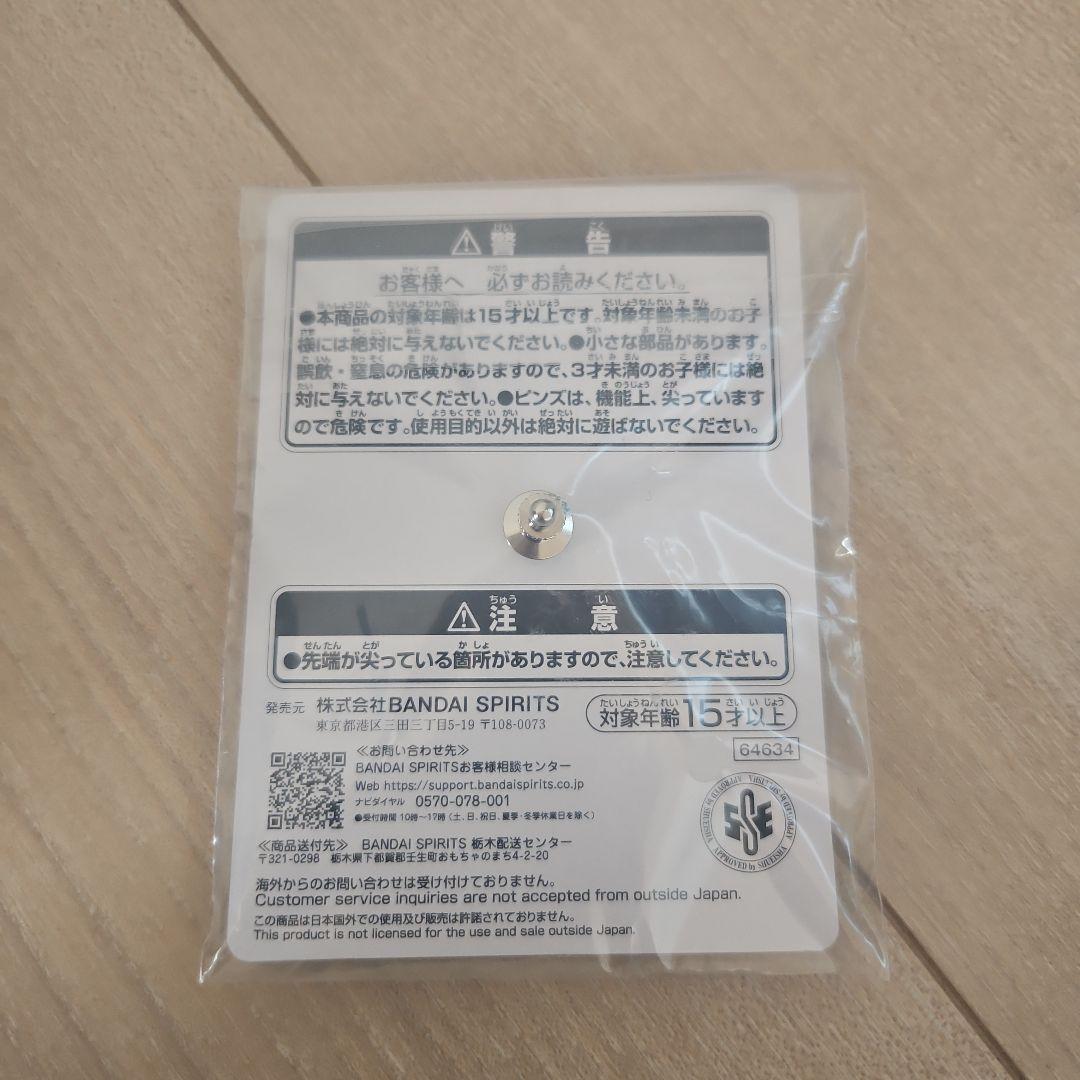 ⚠警告
お客様へ 必ずお読みください。
●本商品の対象年齢は15才以上です。対象年齢未満のお子
様には絶対に与えないでください。●小さな部品があります。
誤飲・窒息の危険がありますので、3才未満のお子様には絶
対に与えないでください。●ピンズは、機能上、尖っています
ので危険です。使用目的以外は絶対に遊ばないでください。
⚠注意
●先端が尖っている箇所がありますので、注意してください。
発売元 株式会社BANDAI SPIRITS
東京都港区三田三丁目5-19 〒108-0073
対象年齢15才以上
64634
≪お問い合わせ先≫
BANDAI SPIRITSお客様相談センター
Web https://support.bandaispirits.co.jp
ナビダイヤル 0570-078-001
●受付時間 10時〜17時(土、日、祝日、夏季・冬季休業日を除く)
SSE
APPROVED by SHUEISHA
≪商品送付先≫ BANDAI SPIRITS 栃木配送センター
〒321-0298 栃木県下都賀郡壬生町おもちゃのまち4-2-20
海外からのお問い合わせは受け付けておりません。
Customer service inquiries are not accepted from outside Japan.
この商品は日本国外での使用及び販売は許諾されておりません。
This product is not licensed for the use and sale outside Japan.